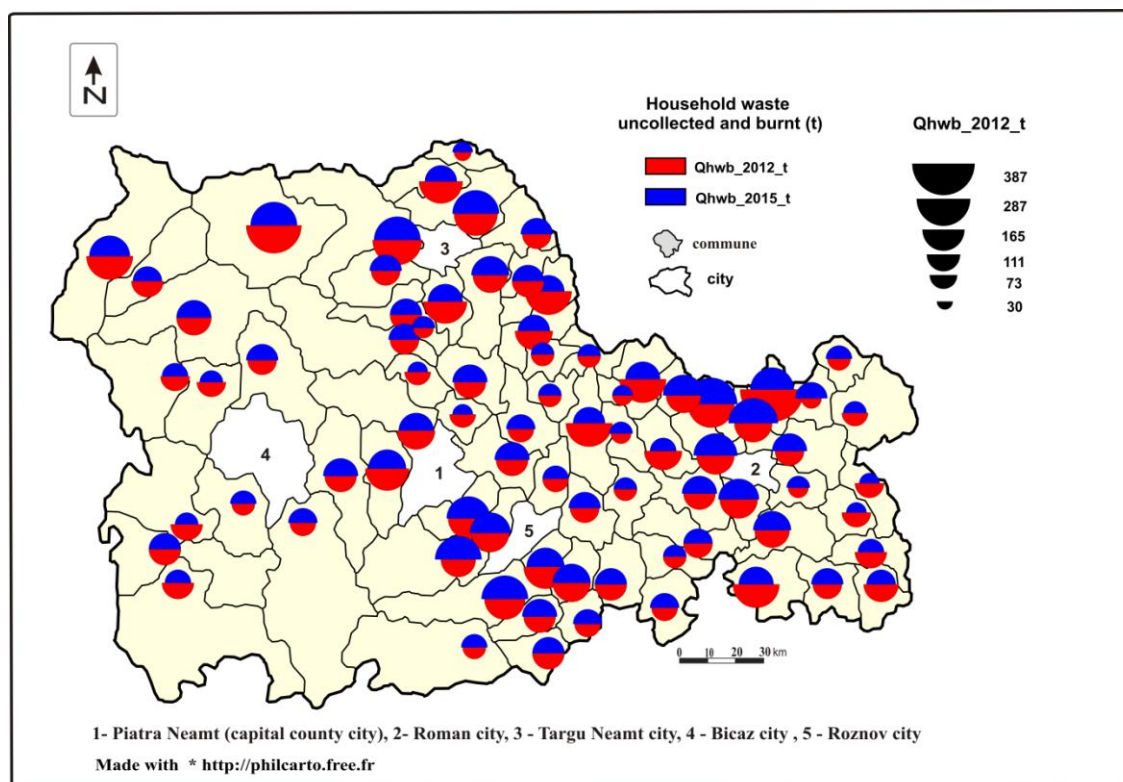 N
Household waste
uncollected and burnt (t)
Qhwb_2012_t
Qhwb_2015_t
commune
city
Qhwb_2012_t
387
287
165
111
73
30
3
4
1
2
5
0 10 20 30 km
1- Piatra Neamt (capital county city), 2- Roman city, 3 - Targu Neamt city, 4 - Bicaz city , 5 - Roznov city
Made with * http://philcarto.free.fr